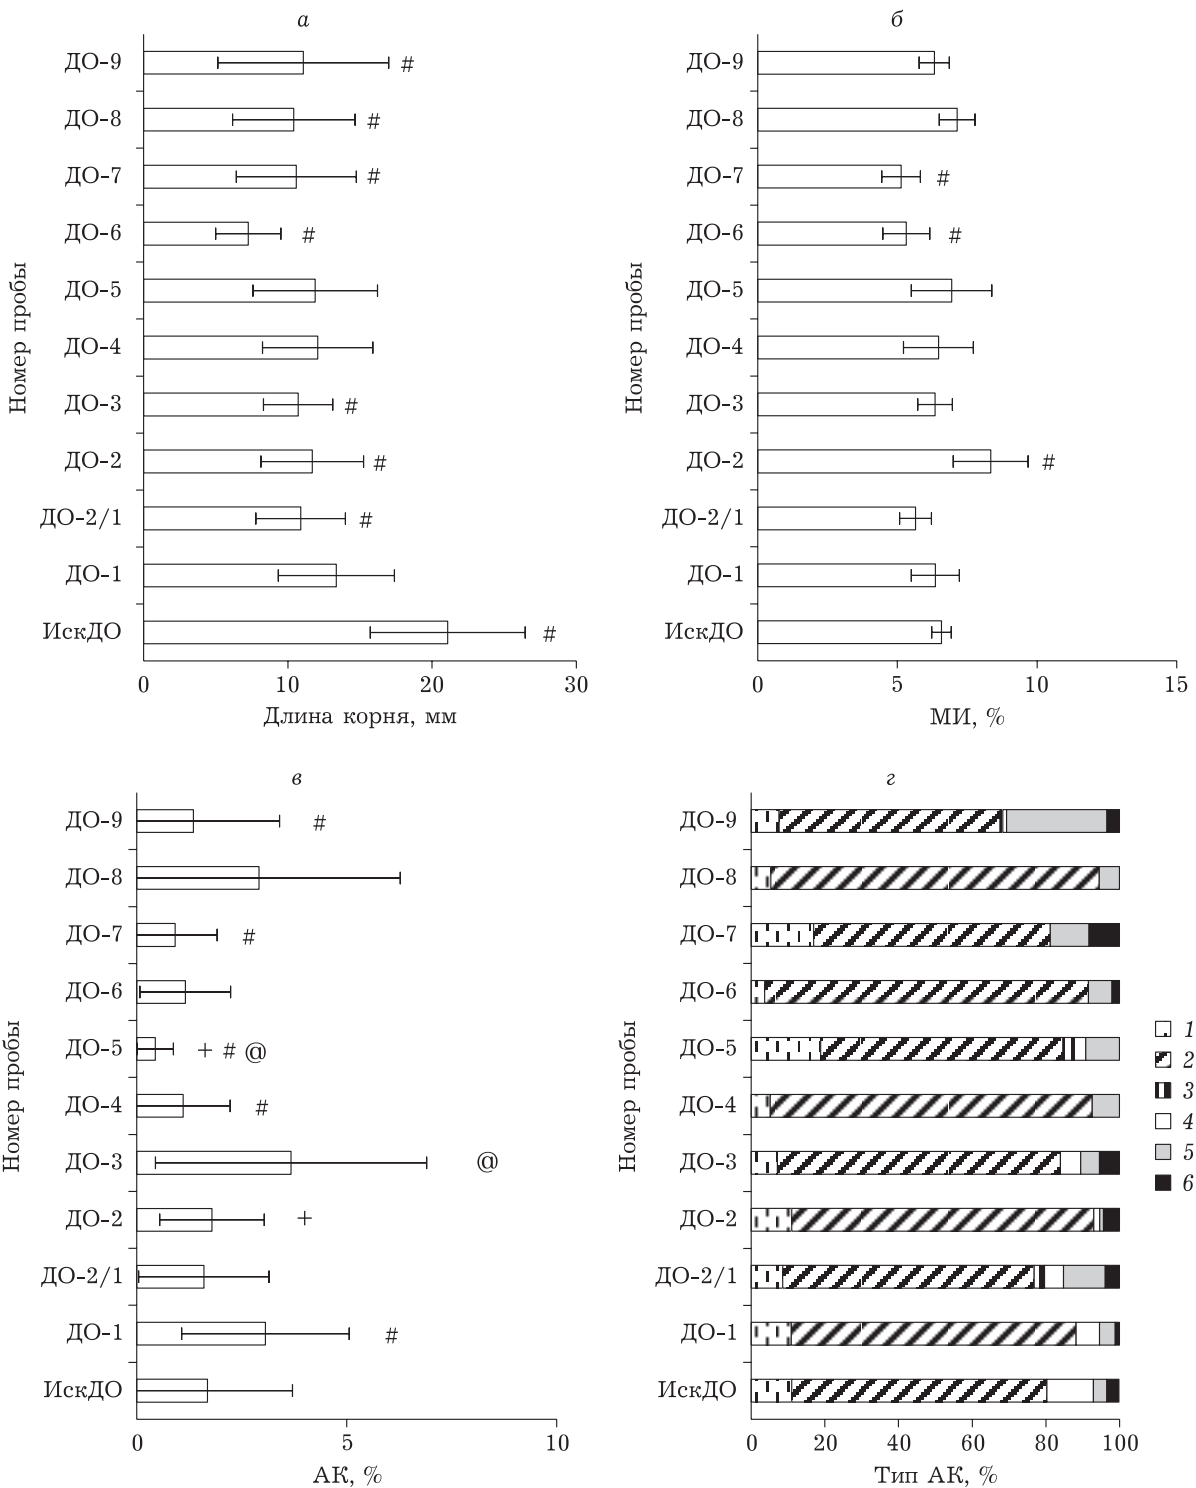 а
ДО-9
#
ДО-8
#
ДО-7
#
ДО-6
#
ДО-5
ДО-4
ДО-3
#
ДО-2
#
ДО-2/1
#
ДО-1
ИскДО
#
0 10 20 30
Длина корня, мм
Номер пробы
б
ДО-9
ДО-8
ДО-7
#
ДО-6
#
ДО-5
ДО-4
ДО-3
ДО-2
#
ДО-2/1
ДО-1
ИскДО
0 5 10 15
МИ, %
Номер пробы
в
ДО-9
#
ДО-8
ДО-7
#
ДО-6
ДО-5
+ # @
ДО-4
#
ДО-3
@
ДО-2
+
ДО-2/1
ДО-1
#
ИскДО
0 5 10
АК, %
Номер пробы
г
ДО-9
ДО-8
ДО-7
ДО-6
ДО-5
ДО-4
ДО-3
ДО-2
ДО-2/1
ДО-1
ИскДО
0 20 40 60 80 100
Тип АК, %
Номер пробы
1
2
3
4
5
6